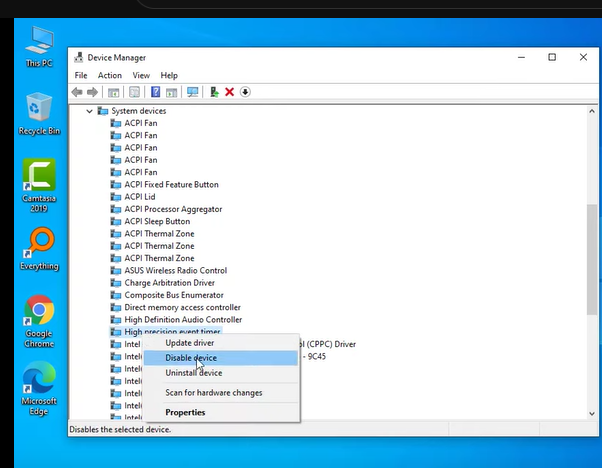 This PC
Recycle Bin
Camtasia
2019
Everything
Google
Chrome
Microsoft
Edge
Device Manager
File Action View Help
System devices
ACPI Fan
ACPI Fan
ACPI Fan
ACPI Fan
ACPI Fan
ACPI Fixed Feature Button
ACPI Lid
ACPI Processor Aggregator
ACPI Sleep Button
ACPI Thermal Zone
ACPI Thermal Zone
ACPI Thermal Zone
ASUS Wireless Radio Control
Charge Arbitration Driver
Composite Bus Enumerator
Direct memory access controller
High Definition Audio Controller
High precision event timer
Intel (CPPC) Driver
Intel - 9C45
Intel
Intel
Intel
Intel
Intel
Update driver
Disable device
Uninstall device
Scan for hardware changes
Properties
Disables the selected device.